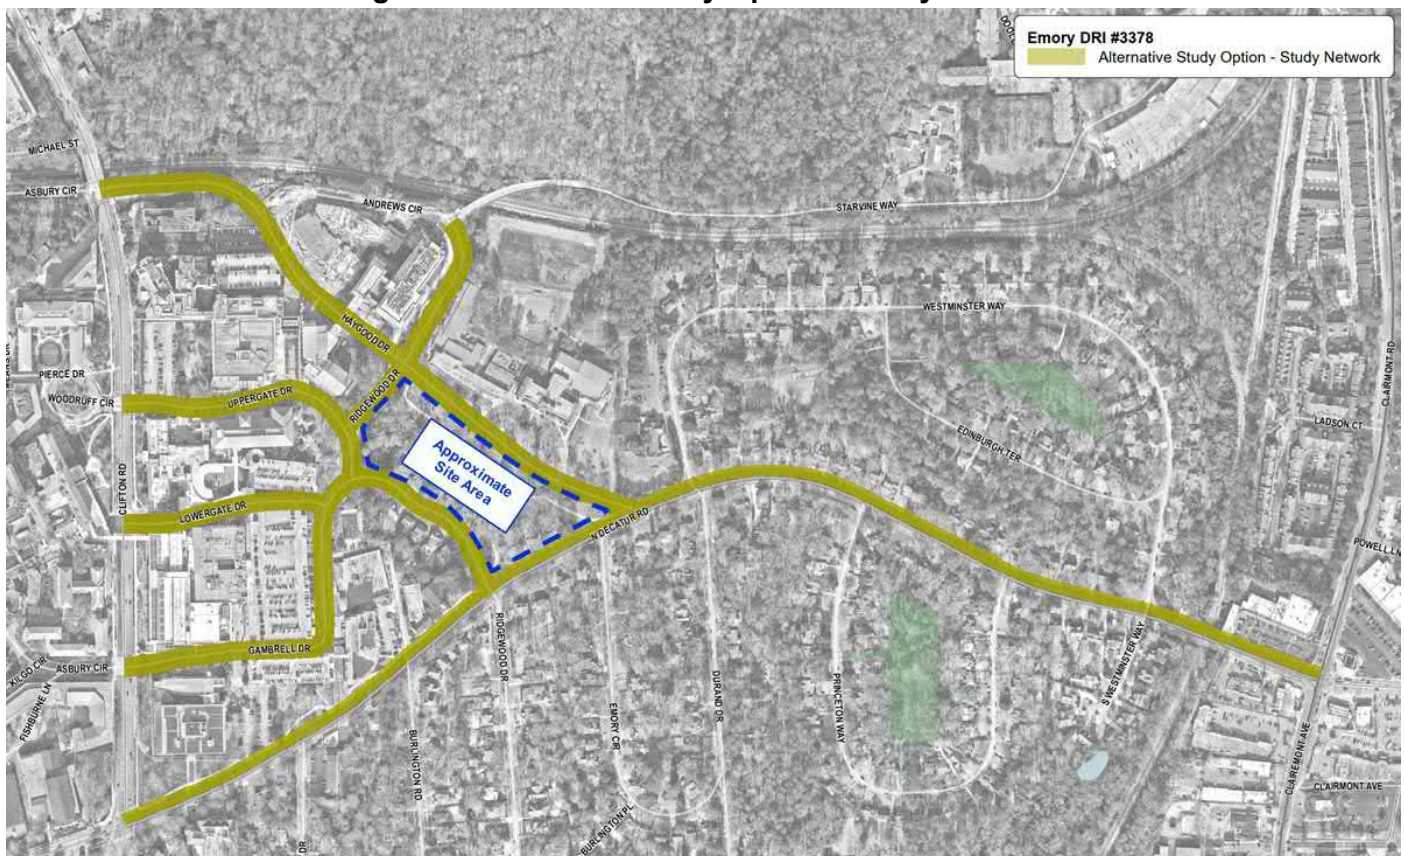 Emory DRI #3378
Alternative Study Option - Study Network
MICHAEL ST
ASBURY CIR
ANDREWS CIR
STARVINE WAY
HAYGOOD DR
WESTMINSTER WAY
PIERCE DR
WOODRUFF CIR
UPPERGATE DR
RIDGEWOOD DR
CLAIRMONT RD
LADSON CT
EDINBURGH TER
Approximate
Site Area
CLIFTON RD
LOWERGATE DR
N DECATUR RD
POWELL LN
GAMBRELL DR
ASBURY CIR
KILGO CIR
FISHBURNE LN
RIDGEWOOD DR
BURLINGTON RD
EMORY CIR
DURAND DR
PRINCETON WAY
S WESTMINSTER WAY
CLAIREMONT AVE
CLAIRMONT AVE
BURLINGTON PL
DR